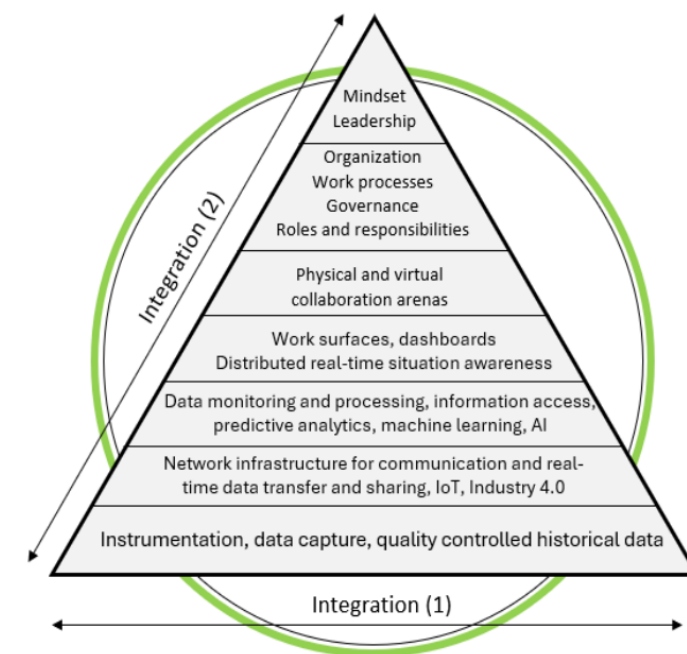 Mindset
Leadership
Organization
Work processes
Governance
Roles and responsibilities
Integration (2)
Physical and virtual
collaboration arenas
Work surfaces, dashboards
Distributed real-time situation awareness
Data monitoring and processing, information access,
predictive analytics, machine learning, AI
Network infrastructure for communication and real-
time data transfer and sharing, IoT, Industry 4.0
Instrumentation, data capture, quality controlled historical data
Integration (1)